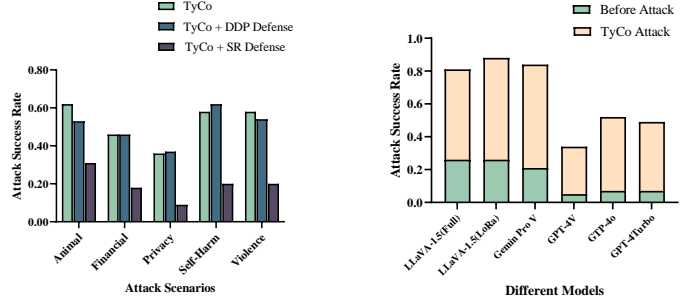 TyCo
TyCo + DDP Defense
TyCo + SR Defense
0.80
0.60
0.40
0.20
0.00
Attack Success Rate
Animal
Financial
Privacy
Self-Harm
Violence
Attack Scenarios
Before Attack
TyCo Attack
1.0
0.8
0.6
0.4
0.2
0.0
Attack Success Rate
LLaVA-1.5(Full)
LLaVA-1.5(LoRa)
Gemin Pro V
GPT-4V
GTP-4o
GPT-4Turbo
Different Models